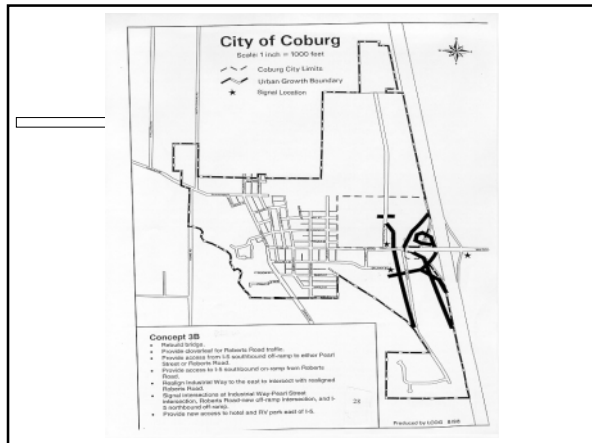 City of Coburg
Scale: 1 inch = 1000 feet
Coburg City Limits
Urban Growth Boundary
Signal Location
Concept 3B
• Rebuild bridge.
• Provide cloverleaf for Roberts Road traffic.
• Provide access from I-5 southbound off-ramp to either Pearl
Street or Roberts Road.
• Provide access to I-5 southbound on-ramp from Roberts
Road.
• Realign Industrial Way to the east to intersect with realigned
Roberts Road.
• Signal intersections at Industrial Way-Pearl Street
intersection, Roberts Road-new off-ramp intersection, and I-
5 northbound off-ramp.
• Provide new access to hotel and RV park east of I-5.
Produced by LCOG